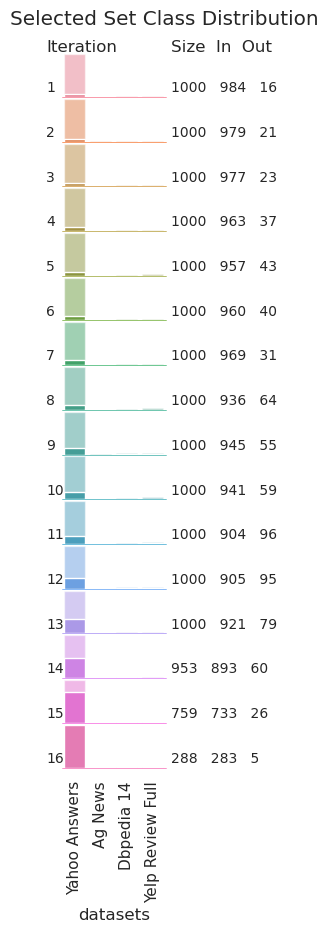 Selected Set Class Distribution
Iteration Size In Out
1 1000 984 16
2 1000 979 21
3 1000 977 23
4 1000 963 37
5 1000 957 43
6 1000 960 40
7 1000 969 31
8 1000 936 64
9 1000 945 55
10 1000 941 59
11 1000 904 96
12 1000 905 95
13 1000 921 79
14 953 893 60
15 759 733 26
16 288 283 5
Yahoo Answers
Ag News
Dbpedia 14
Yelp Review Full
datasets